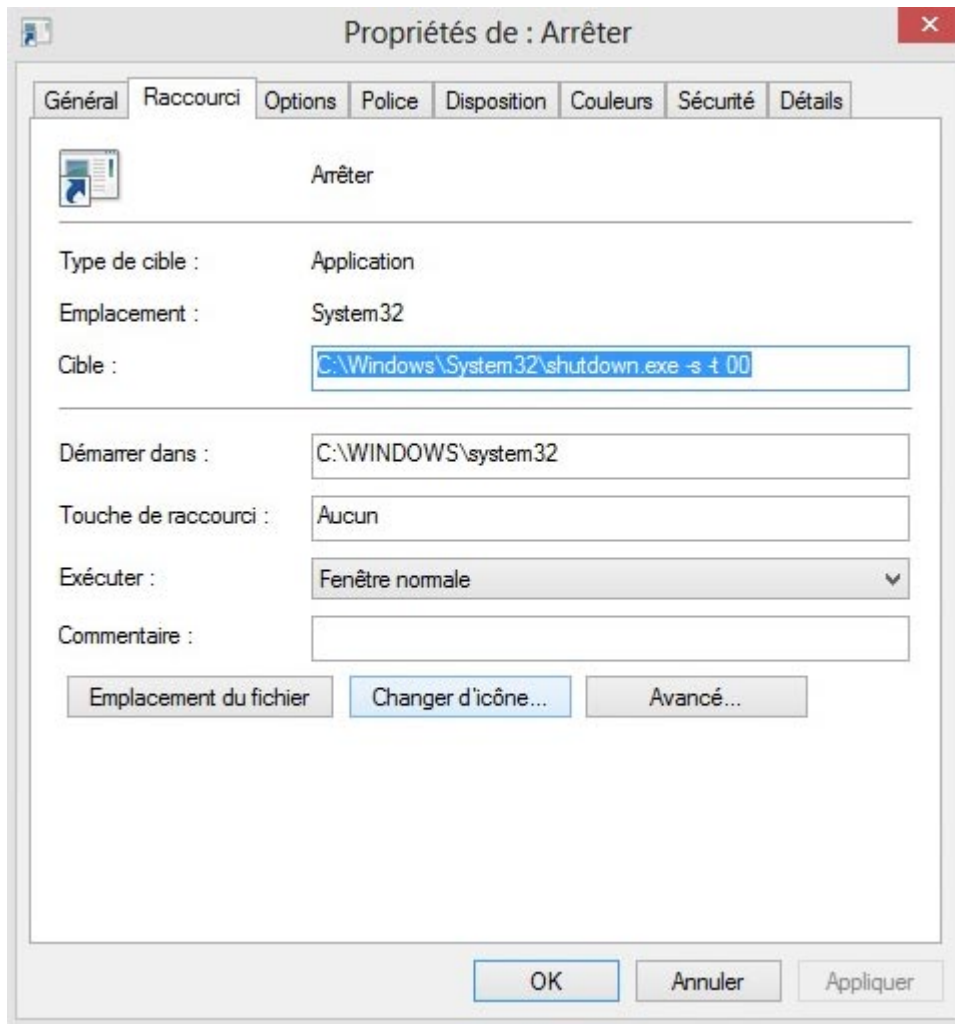 Propriétés de : Arrêter
Général Raccourci Options Police Disposition Couleurs Sécurité Détails
Arrêter
Type de cible : Application
Emplacement : System32
Cible : C:\Windows\System32\shutdown.exe -s -t 00
Démarrer dans : C:\WINDOWS\system32
Touche de raccourci : Aucun
Exécuter : Fenêtre normale
Commentaire :
Emplacement du fichier Changer d'icône... Avancé...
OK Annuler Appliquer